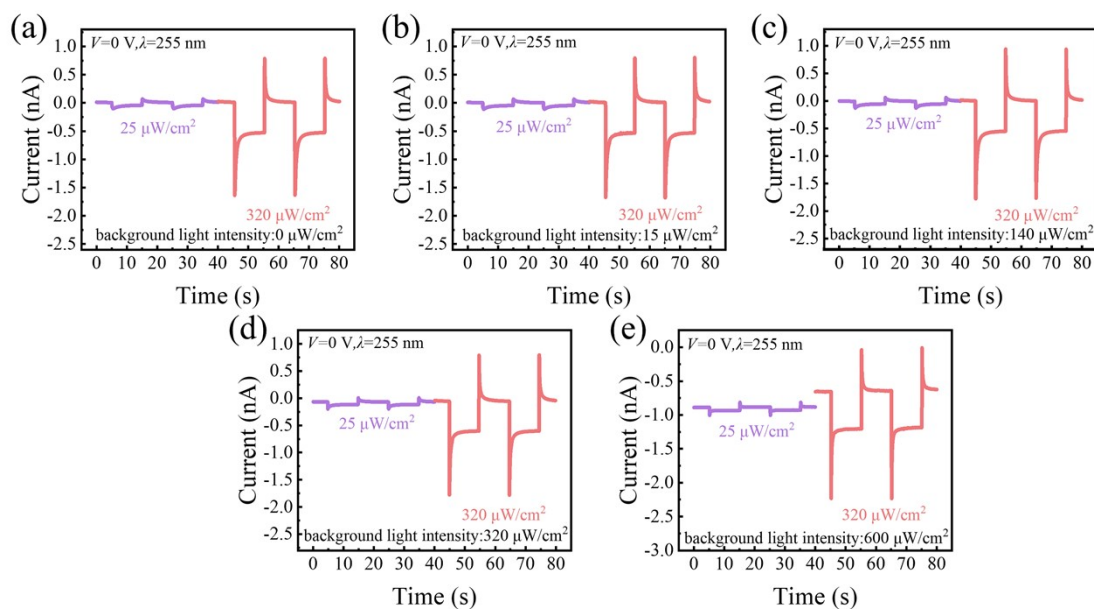 (a)
V=0 V,λ=255 nm
1.0
0.5
0.0
-0.5
-1.0
-1.5
-2.0
-2.5
Current (nA)
25 μW/cm²
320 μW/cm²
background light intensity:0 μW/cm²
0 10 20 30 40 50 60 70 80
Time (s)
(b)
V=0 V,λ=255 nm
1.0
0.5
0.0
-0.5
-1.0
-1.5
-2.0
-2.5
Current (nA)
25 μW/cm²
320 μW/cm²
background light intensity:15 μW/cm²
0 10 20 30 40 50 60 70 80
Time (s)
(c)
V=0 V,λ=255 nm
1.0
0.5
0.0
-0.5
-1.0
-1.5
-2.0
-2.5
Current (nA)
25 μW/cm²
320 μW/cm²
background light intensity:140 μW/cm²
0 10 20 30 40 50 60 70 80
Time (s)
(d)
V=0 V,λ=255 nm
1.0
0.5
0.0
-0.5
-1.0
-1.5
-2.0
-2.5
Current (nA)
25 μW/cm²
320 μW/cm²
background light intensity:320 μW/cm²
0 10 20 30 40 50 60 70 80
Time (s)
(e)
V=0 V,λ=255 nm
0.0
-0.5
-1.0
-1.5
-2.0
-2.5
-3.0
Current (nA)
25 μW/cm²
320 μW/cm²
background light intensity:600 μW/cm²
0 10 20 30 40 50 60 70 80
Time (s)